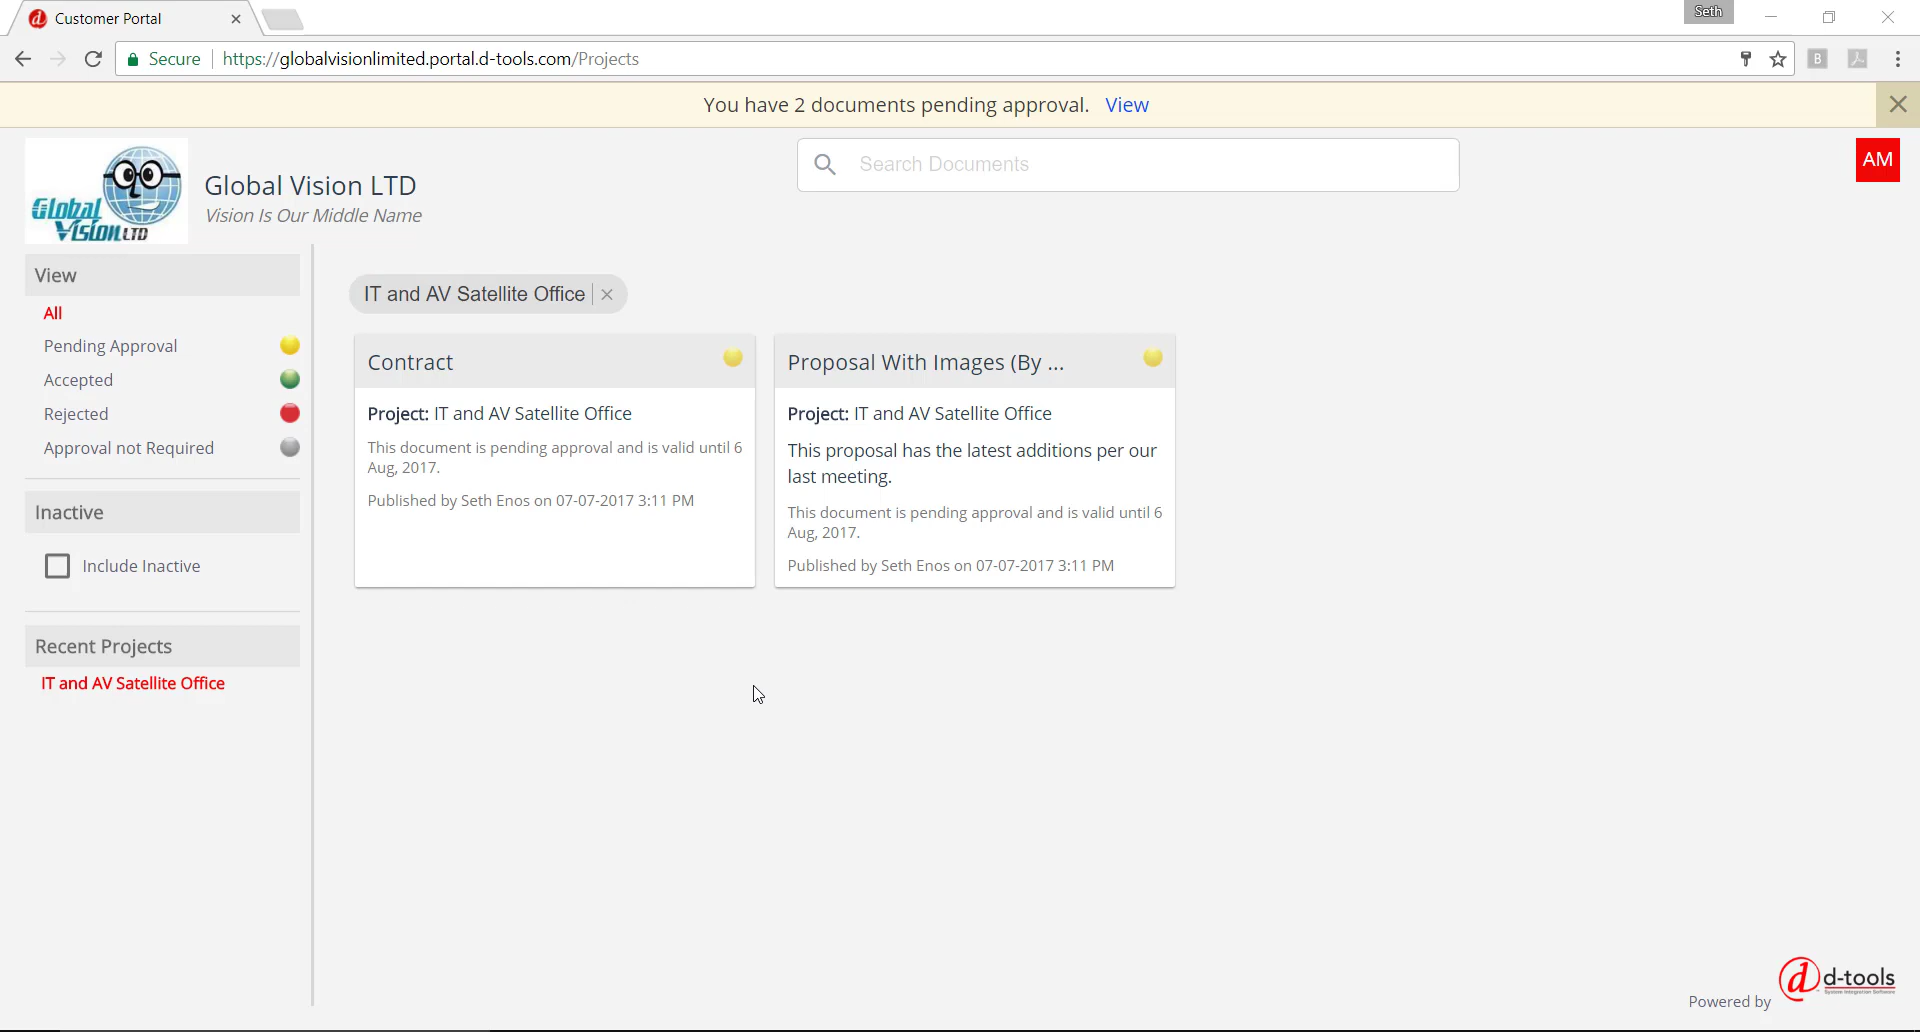 Customer Portal
Seth
Secure
https://globalvisionlimited.portal.d-tools.com/Projects
B
You have 2 documents pending approval. View
Global Vision LTD
Global Vision LTD
Vision Is Our Middle Name
Search Documents
AM
View
All
Pending Approval
Accepted
Rejected
Approval not Required
Inactive
Include Inactive
Recent Projects
IT and AV Satellite Office
IT and AV Satellite Office
Contract
Project: IT and AV Satellite Office
This document is pending approval and is valid until 6
Aug, 2017.
Published by Seth Enos on 07-07-2017 3:11 PM
Proposal With Images (By ...
Project: IT and AV Satellite Office
This proposal has the latest additions per our
last meeting.
This document is pending approval and is valid until 6
Aug, 2017.
Published by Seth Enos on 07-07-2017 3:11 PM
Powered by
d d-tools
System Integration Software